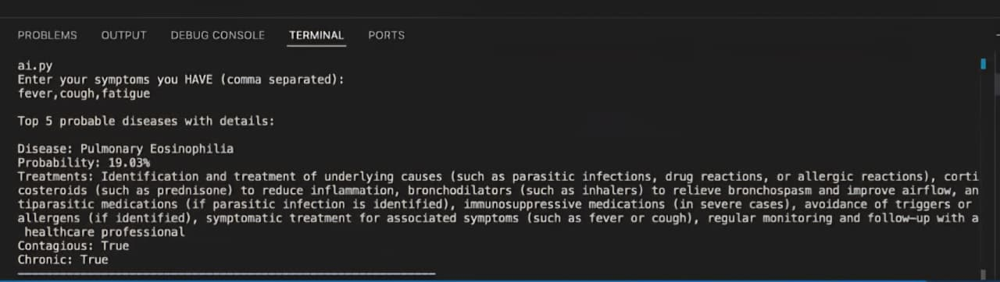 PROBLEMS OUTPUT DEBUG CONSOLE TERMINAL PORTS
ai.py
Enter your symptoms you HAVE (comma separated):
fever,cough,fatigue
Top 5 probable diseases with details:
Disease: Pulmonary Eosinophilia
Probability: 19.03%
Treatments: Identification and treatment of underlying causes (such as parasitic infections, drug reactions, or allergic reactions), corti
costeroids (such as prednisone) to reduce inflammation, bronchodilators (such as inhalers) to relieve bronchospasm and improve airflow, an
tiparasitic medications (if parasitic infection is identified), immunosuppressive medications (in severe cases), avoidance of triggers or
allergens (if identified), symptomatic treatment for associated symptoms (such as fever or cough), regular monitoring and follow-up with a
healthcare professional
Contagious: True
Chronic: True